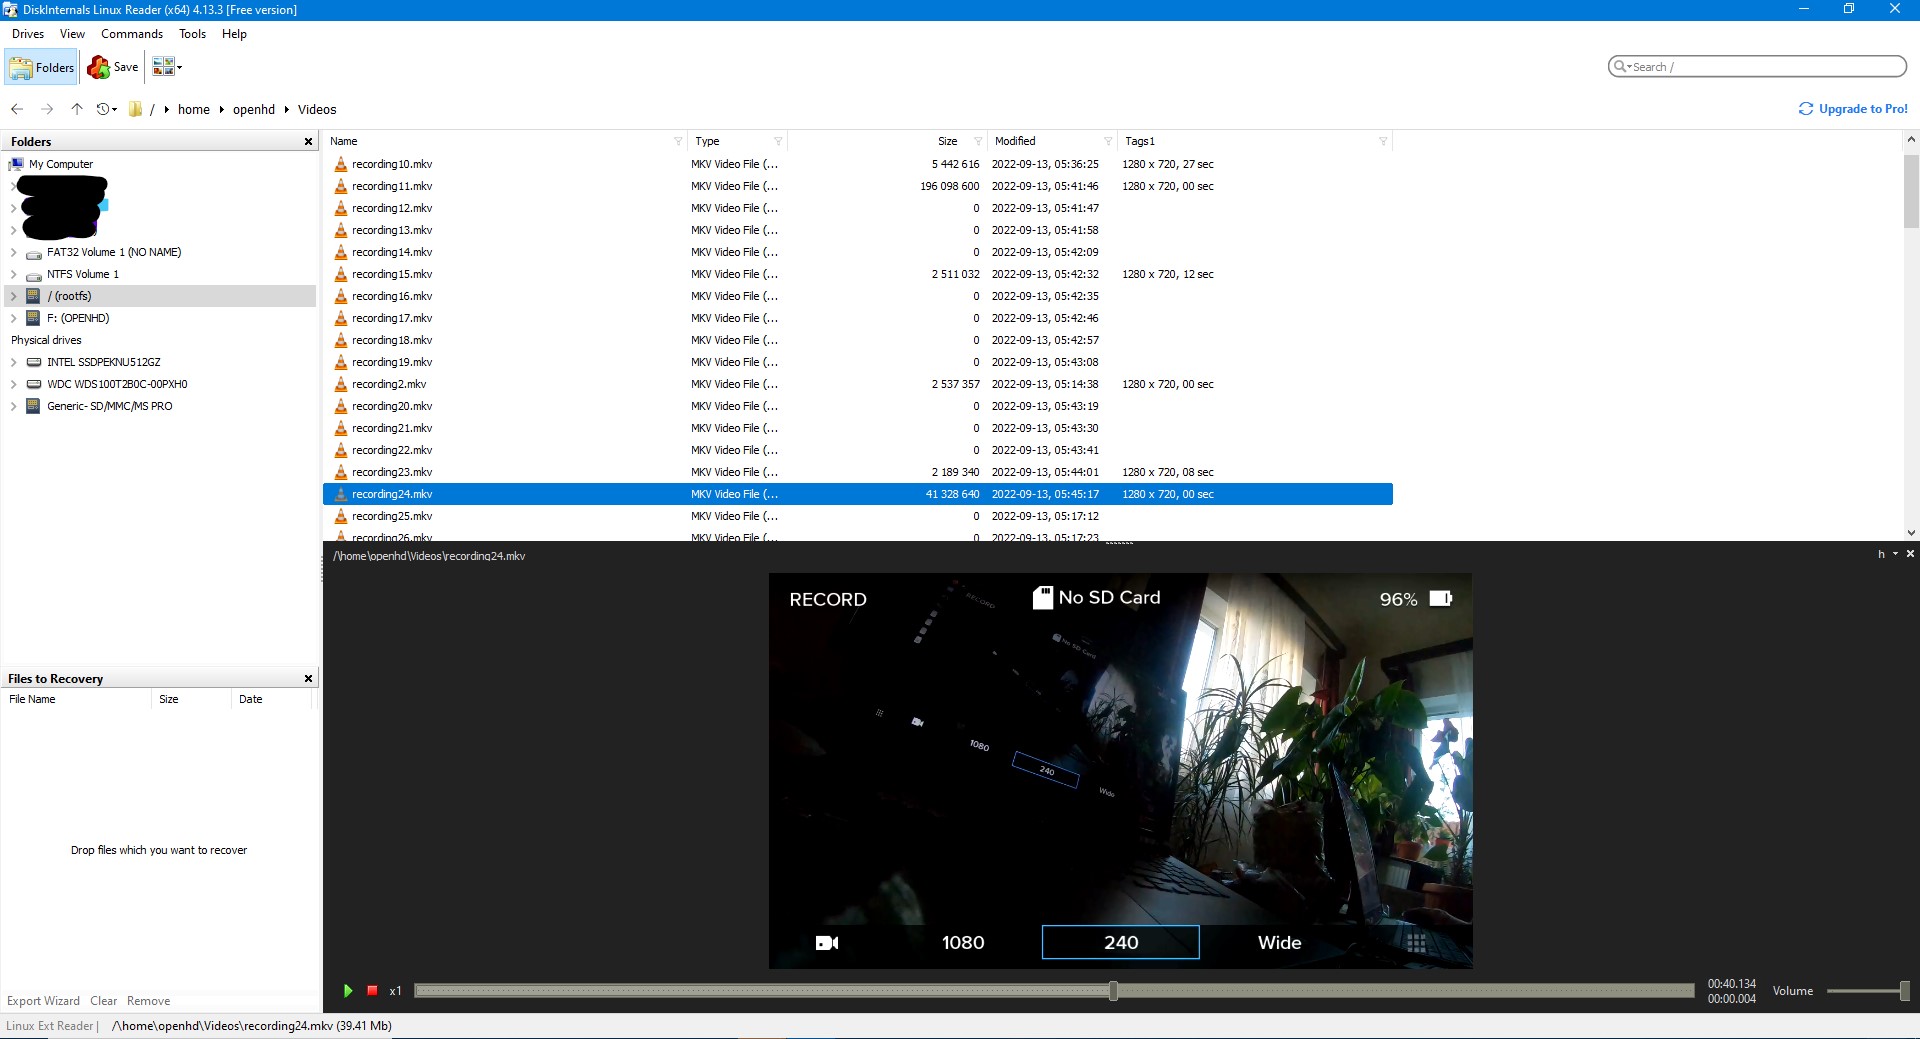 DiskInternals Linux Reader (x64) 4.13.3 [Free version]
Drives View Commands Tools Help
Folders Save Search /
/ home openhd Videos Upgrade to Pro!
Folders
My Computer
FAT32 Volume 1 (NO NAME)
NTFS Volume 1
/ (rootfs)
F: (OPENHD)
Physical drives
INTEL SSDPEKNU512GZ
WDC WDS100T2B0C-00PXH0
Generic- SD/MMC/MS PRO
Files to Recovery
File Name Size Date
Drop files which you want to recover
Export Wizard Clear Remove
Name Type Size Modified Tags1
recording10.mkv MKV Video File (... 5 442 616 2022-09-13, 05:36:25 1280 x 720, 27 sec
recording11.mkv MKV Video File (... 196 098 600 2022-09-13, 05:41:46 1280 x 720, 00 sec
recording12.mkv MKV Video File (... 0 2022-09-13, 05:41:47
recording13.mkv MKV Video File (... 0 2022-09-13, 05:41:58
recording14.mkv MKV Video File (... 0 2022-09-13, 05:42:09
recording15.mkv MKV Video File (... 2 511 032 2022-09-13, 05:42:32 1280 x 720, 12 sec
recording16.mkv MKV Video File (... 0 2022-09-13, 05:42:35
recording17.mkv MKV Video File (... 0 2022-09-13, 05:42:46
recording18.mkv MKV Video File (... 0 2022-09-13, 05:42:57
recording19.mkv MKV Video File (... 0 2022-09-13, 05:43:08
recording2.mkv MKV Video File (... 2 537 357 2022-09-13, 05:14:38 1280 x 720, 00 sec
recording20.mkv MKV Video File (... 0 2022-09-13, 05:43:19
recording21.mkv MKV Video File (... 0 2022-09-13, 05:43:30
recording22.mkv MKV Video File (... 0 2022-09-13, 05:43:41
recording23.mkv MKV Video File (... 2 189 340 2022-09-13, 05:44:01 1280 x 720, 08 sec
recording24.mkv MKV Video File (... 41 328 640 2022-09-13, 05:45:17 1280 x 720, 00 sec
recording25.mkv MKV Video File (... 0 2022-09-13, 05:17:12
recording26.mkv MKV Video File (... 0 2022-09-13, 05:17:23
/\home\openhd\Videos\recording24.mkv h
RECORD No SD Card 96%
RECORD
No SD Card
1080
240
Wide
1080 240 Wide
x1 00:40.134
00:00.004 Volume
Linux Ext Reader | /\home\openhd\Videos\recording24.mkv (39.41 Mb)